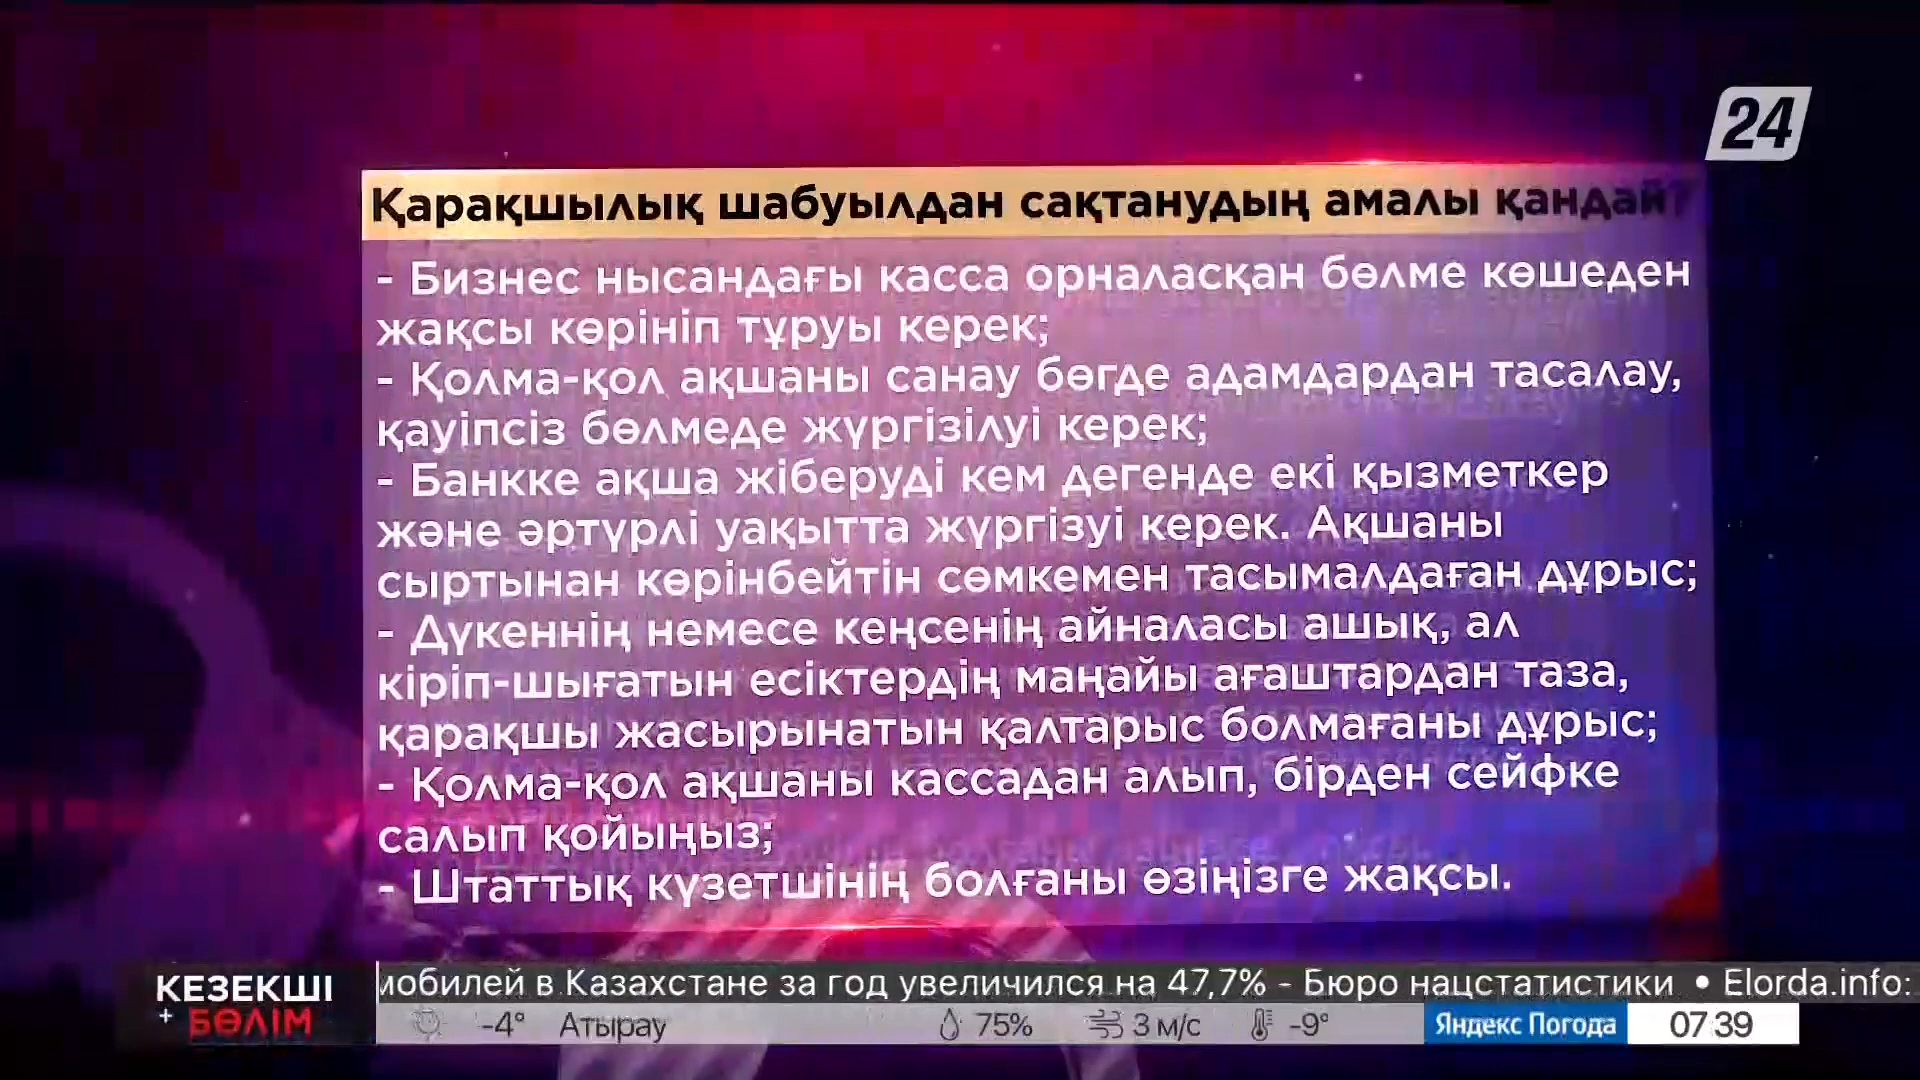 24
Қарақшылық шабуылдан сақтанудың амалы қандай?
- Бизнес нысандағы касса орналасқан бөлме көшеден
жақсы көрініп тұруы керек;
- Қолма-қол ақшаны санау бөгде адамдардан тасалау,
қауіпсіз бөлмеде жүргізілуі керек;
- Банкке ақша жіберуді кем дегенде екі қызметкер
және әртүрлі уақытта жүргізуі керек. Ақшаны
сыртынан көрінбейтін сөмкемен тасымалдаған дұрыс;
- Дүкеннің немесе кеңсенің айналасы ашық, ал
кіріп-шығатын есіктердің маңайы ағаштардан таза,
қарақшы жасырынатын қалтарыс болмағаны дұрыс;
- Қолма-қол ақшаны кассадан алып, бірден сейфке
салып қойыңыз;
- Штаттық күзетшінің болғаны өзіңізге жақсы.
КЕЗЕКШІ
+ БӨЛІМ
мобилей в Казахстане за год увеличился на 47,7% - Бюро нацстатистики • Elorda.info:
-4° Атырау 75% 3 м/с -9° Яндекс Погода 07:39